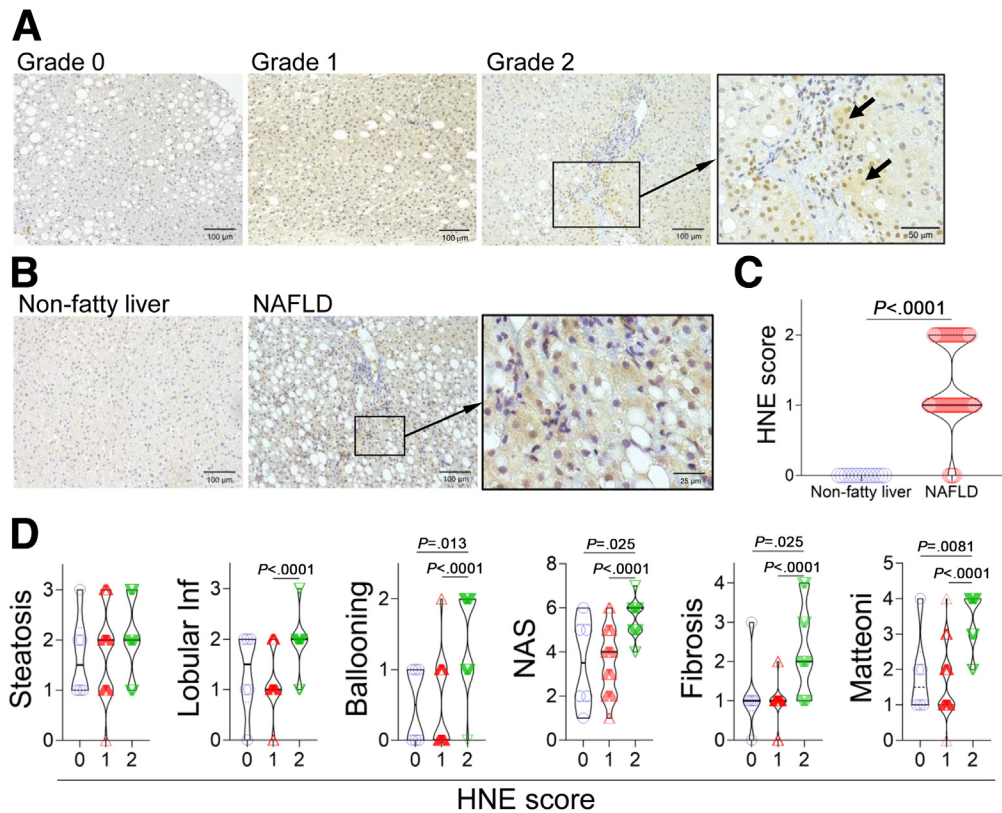 A
Grade 0
Grade 1
Grade 2
100 µm
100 µm
100 µm
50 µm
B
Non-fatty liver
NAFLD
100 µm
100 µm
25 µm
C
P<.0001
HNE score
2
1
0
Non-fatty liver
NAFLD
D
Steatosis
3
2
1
0
0 1 2
Lobular Inf
P<.0001
3
2
1
0
0 1 2
Ballooning
P=.013
P<.0001
2
1
0
0 1 2
NAS
P=.025
P<.0001
8
6
4
2
0
0 1 2
Fibrosis
P=.025
P<.0001
4
3
2
1
0
0 1 2
Matteoni
P=.0081
P<.0001
5
4
3
2
1
0
0 1 2
HNE score